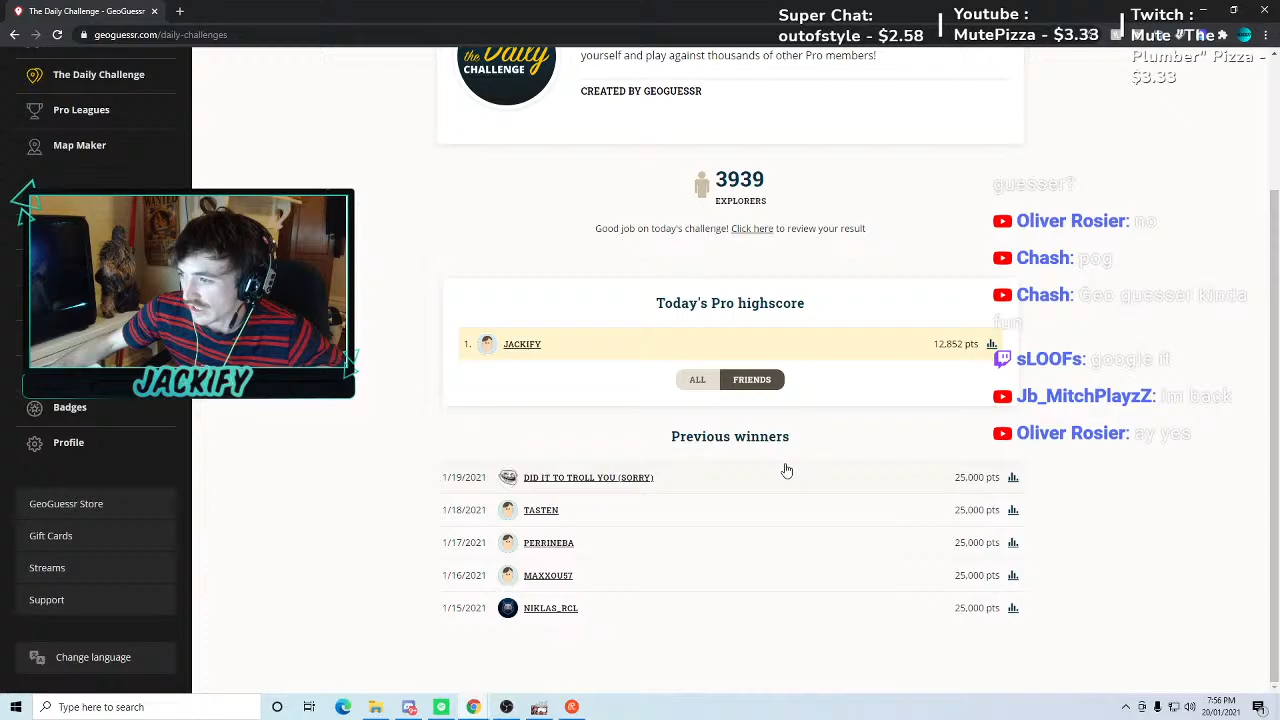 The Daily Challenge - GeoGuessr
geoguessr.com/daily-challenges
Super Chat:
outofstyle - $2.58
Youtube :
MutePizza - $3.33
Twitch :
Mute "The
Plumber" Pizza -
$3.33
The Daily Challenge
Pro Leagues
Map Maker
the Daily
CHALLENGE
yourself and play against thousands of other Pro members!
CREATED BY GEOGUESSR
3939
EXPLORERS
Good job on today's challenge! Click here to review your result
Today's Pro highscore
1. JACKIFY 12,852 pts
ALL FRIENDS
Previous winners
1/19/2021 DID IT TO TROLL YOU (SORRY) 25,000 pts
1/18/2021 TASTEN 25,000 pts
1/17/2021 PERRINEBA 25,000 pts
1/16/2021 MAXXOU57 25,000 pts
1/15/2021 NIKLAS_RCL 25,000 pts
guesser?
Oliver Rosier: no
Chash: pog
Chash: Geo guesser kinda
fun
sLOOFs: google it
Jb_MitchPlayzZ: Im back
Oliver Rosier: ay yes
WANTED
JACKIFY
Badges
Profile
GeoGuessr Store
Gift Cards
Streams
Support
Change language
Type here to search
7:56 PM
20/01/2021